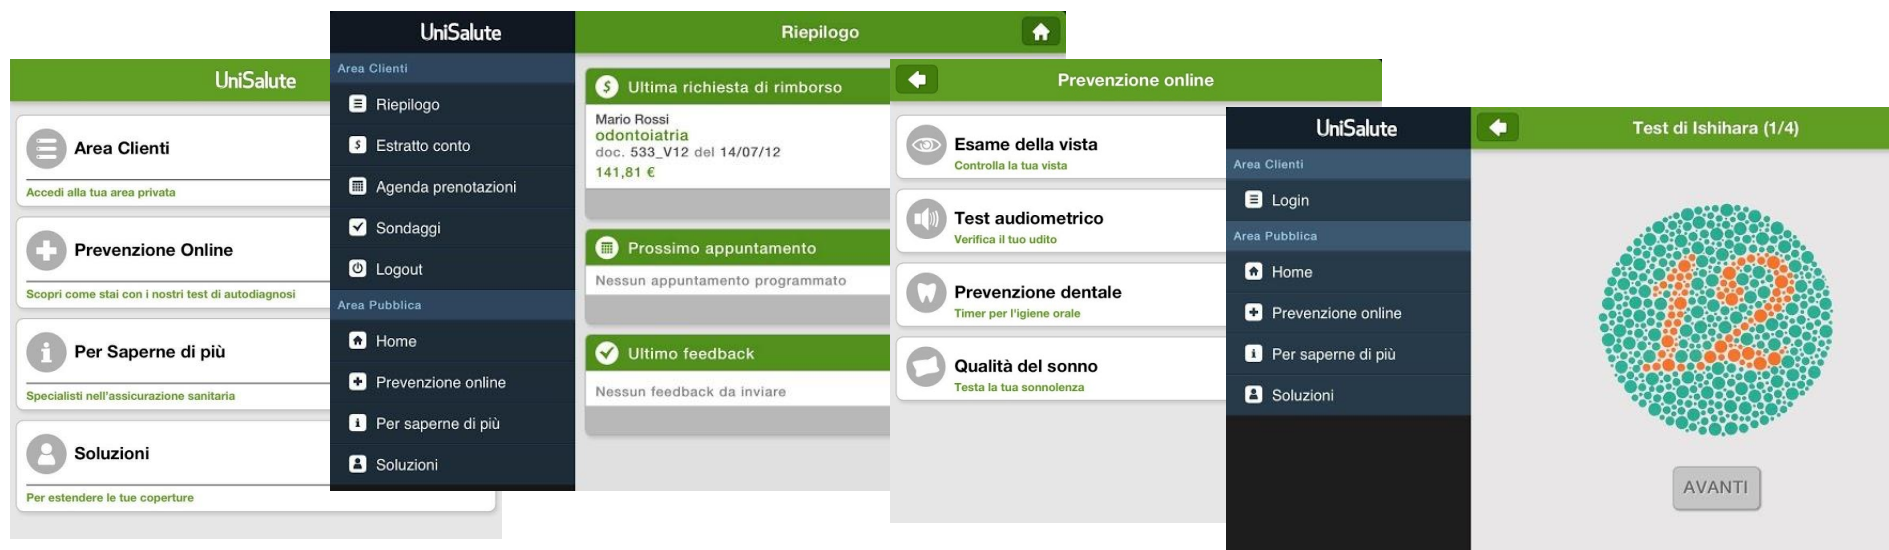 UniSalute
Area Clienti
Accedi alla tua area privata
Prevenzione Online
Scopri come stai con i nostri test di autodiagnosi
Per Saperne di più
Specialisti nell'assicurazione sanitaria
Soluzioni
Per estendere le tue coperture
UniSalute
Area Clienti
Riepilogo
Estratto conto
Agenda prenotazioni
Sondaggi
Logout
Area Pubblica
Home
Prevenzione online
Per saperne di più
Soluzioni
Riepilogo
Ultima richiesta di rimborso
Mario Rossi
odontoiatria
doc. 533_V12 del 14/07/12
141,81 €
Prossimo appuntamento
Nessun appuntamento programmato
Ultimo feedback
Nessun feedback da inviare
Prevenzione online
Esame della vista
Controlla la tua vista
Test audiometrico
Verifica il tuo udito
Prevenzione dentale
Timer per l'igiene orale
Qualità del sonno
Testa la tua sonnolenza
UniSalute
Area Clienti
Login
Area Pubblica
Home
Prevenzione online
Per saperne di più
Soluzioni
Test di Ishihara (1/4)
12
AVANTI